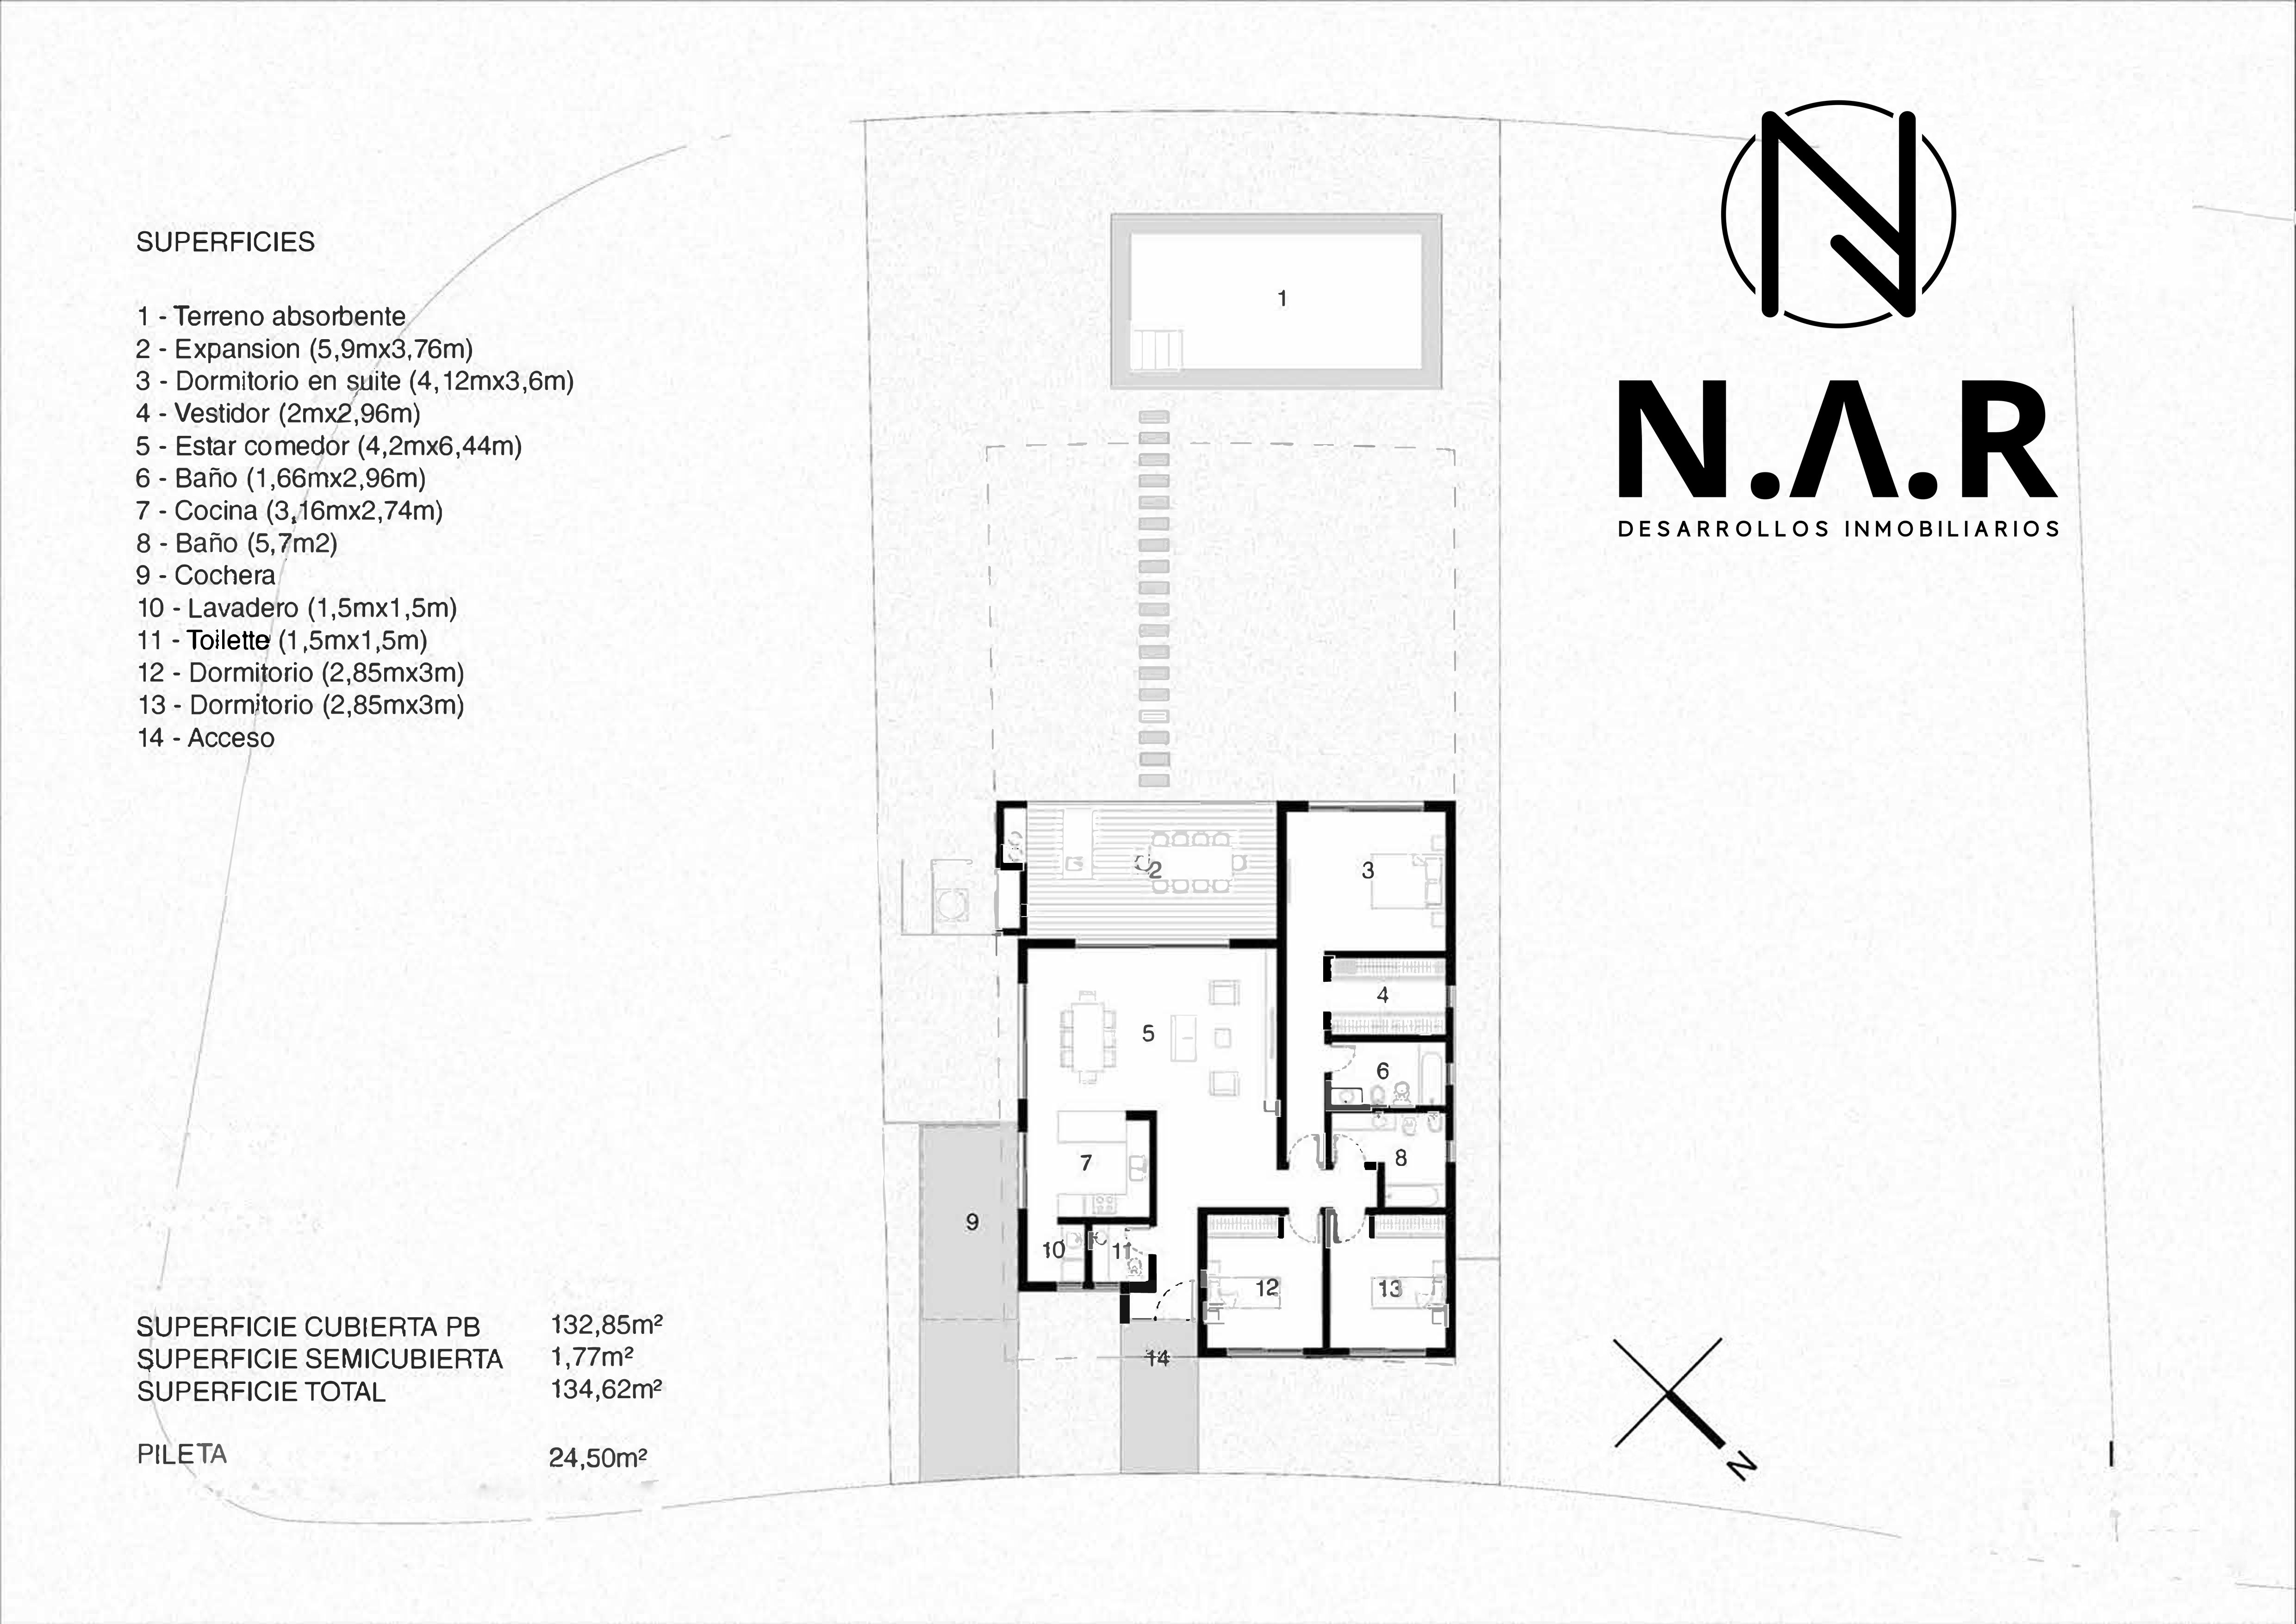 SUPERFICIES
1 - Terreno absorbente
2 - Expansion (5,9mx3,76m)
3 - Dormitorio en suite (4,12mx3,6m)
4 - Vestidor (2mx2,96m)
5 - Estar comedor (4,2mx6,44m)
6 - Baño (1,66mx2,96m)
7 - Cocina (3,16mx2,74m)
8 - Baño (5,7m2)
9 - Cochera
10 - Lavadero (1,5mx1,5m)
11 - Toilette (1,5mx1,5m)
12 - Dormitorio (2,85mx3m)
13 - Dormitorio (2,85mx3m)
14 - Acceso
SUPERFICIE CUBIERTA PB 132,85m²
SUPERFICIE SEMICUBIERTA 1,77m²
SUPERFICIE TOTAL 134,62m²
PILETA 24,50m²
1
2
3
4
5
6
7
8
9
10
11
12
13
14
N.A.R
DESARROLLOS INMOBILIARIOS
N